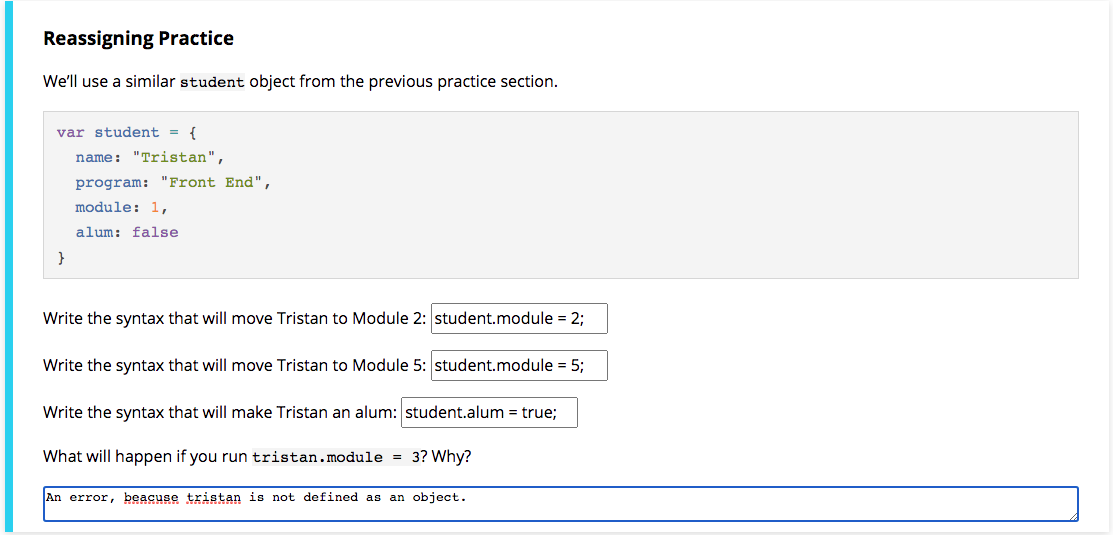 Reassigning Practice
We'll use a similar student object from the previous practice section.
var student = {
name: "Tristan",
program: "Front End",
module: 1,
alum: false
}
Write the syntax that will move Tristan to Module 2: student.module = 2;
Write the syntax that will move Tristan to Module 5: student.module = 5;
Write the syntax that will make Tristan an alum: student.alum = true;
What will happen if you run tristan.module = 3? Why?
An error, beacuse tristan is not defined as an object.